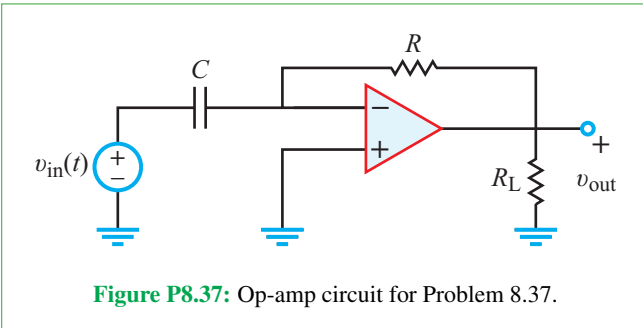 R
C
−
+
υin(t)
+
−
+
RL
υout
Figure P8.37: Op-amp circuit for Problem 8.37.